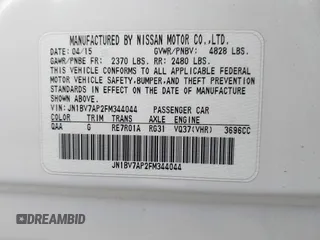 MANUFACTURED BY NISSAN MOTOR CO.,LTD.
DATE: 04/15 GVWR/PNBV: 4828 LBS.
GAWR/PNBE FR: 2370 LBS. RR: 2480 LBS.
THIS VEHICLE CONFORMS TO ALL APPLICABLE FEDERAL
MOTOR VEHICLE SAFETY,BUMPER, AND THEFT PREVENTION
STANDARDS IN EFFECT ON THE DATE OF MANUFACTURE
SHOWN ABOVE.
VIN: JN1BV7AP2FM344044 PASSENGER CAR
COLOR TRIM TRANS AXLE ENGINE
QAA G RE7R01A RG31 VQ37(VHR) 3696CC
JN1BV7AP2FM344044
DREAMBID